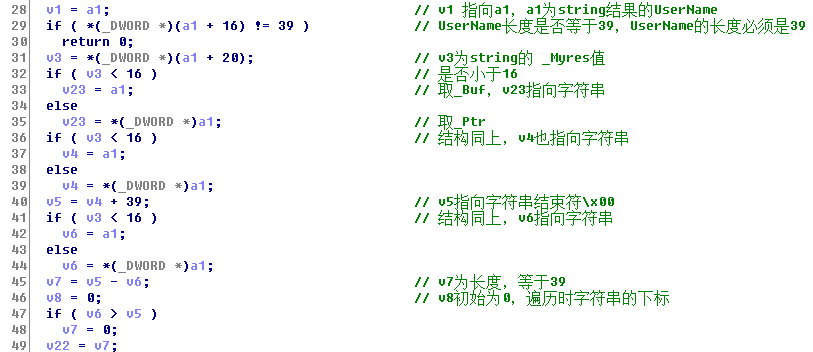 28 v1 = a1; // v1 指向a1，a1为string结果的UserName
29 if ( *(_DWORD *)(a1 + 16) != 39 ) // UserName长度是否等于39，UserName的长度必须是39
30 return 0;
31 v3 = *(_DWORD *)(a1 + 20); // v3为string的 _Myres值
32 if ( v3 < 16 ) // 是否小于16
33 v23 = a1; // 取_Buf，v23指向字符串
34 else
35 v23 = *(_DWORD *)a1; // 取_Ptr
36 if ( v3 < 16 ) // 结构同上，v4也指向字符串
37 v4 = a1;
38 else
39 v4 = *(_DWORD *)a1;
40 v5 = v4 + 39; // v5指向字符串结束符\x00
41 if ( v3 < 16 ) // 结构同上，v6指向字符串
42 v6 = a1;
43 else
44 v6 = *(_DWORD *)a1;
45 v7 = v5 - v6; // v7为长度，等于39
46 v8 = 0; // v8初始为0，遍历时字符串的下标
47 if ( v6 > v5 )
48 v7 = 0;
49 v22 = v7;